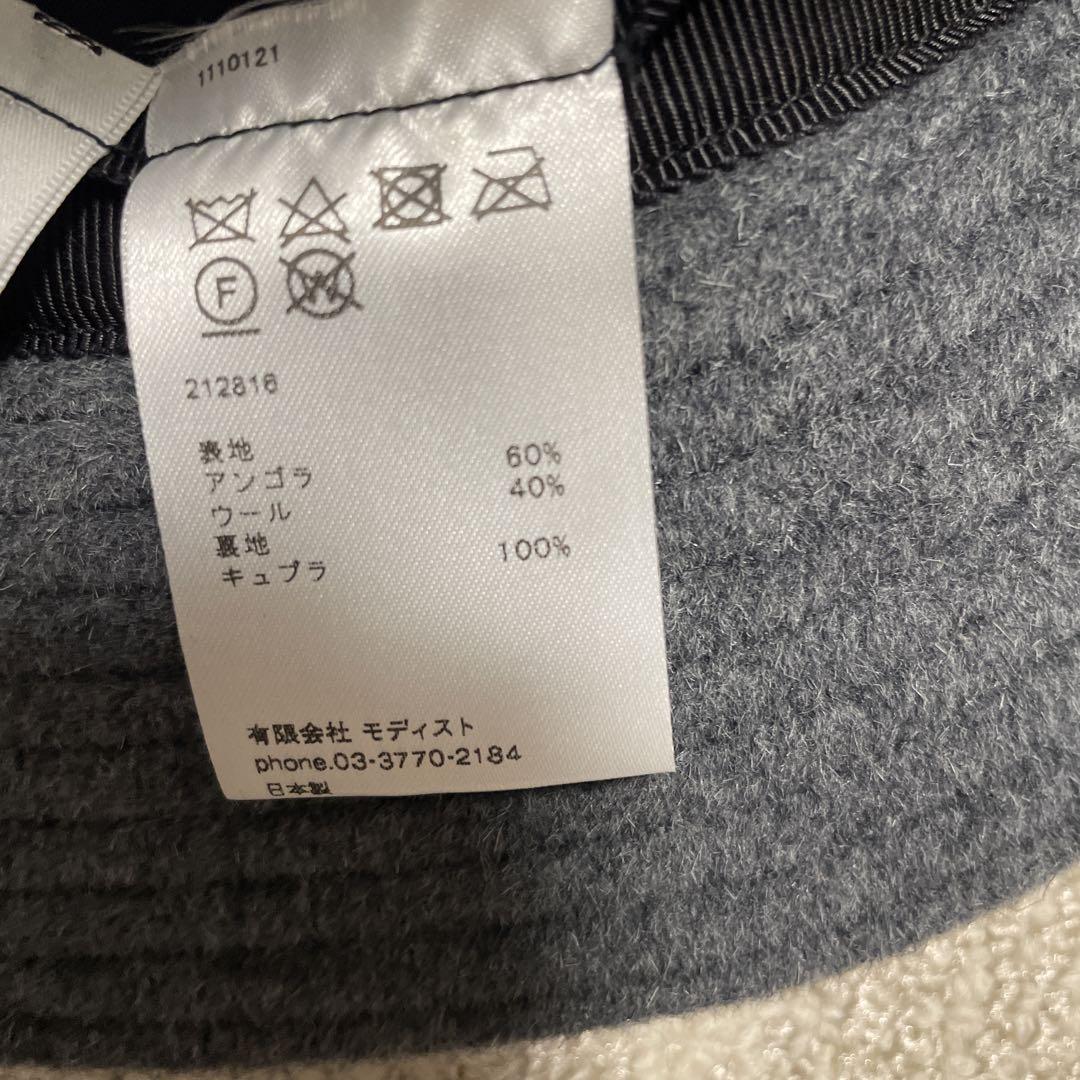 1110121
F
W
212816
表地
アンゴラ 60%
ウール 40%
裏地
キュプラ 100%
有限会社 モディスト
phone.03-3770-2184
日本製